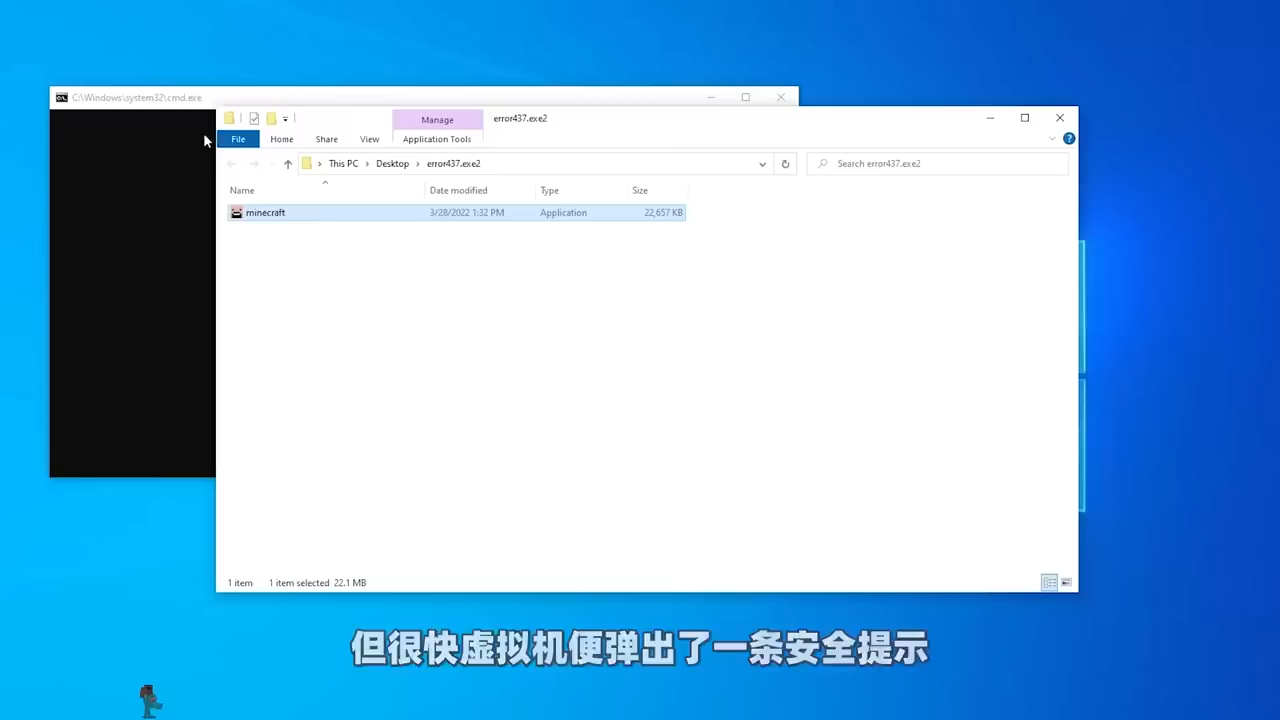 C:\Windows\system32\cmd.exe
Manage
error437.exe2
File
Home
Share
View
Application Tools
This PC
Desktop
error437.exe2
Search error437.exe2
Name
Date modified
Type
Size
minecraft
3/28/2022 1:32 PM
Application
22,657 KB
1 item
1 item selected 22.1 MB
但很快虚拟机便弹出了一条安全提示